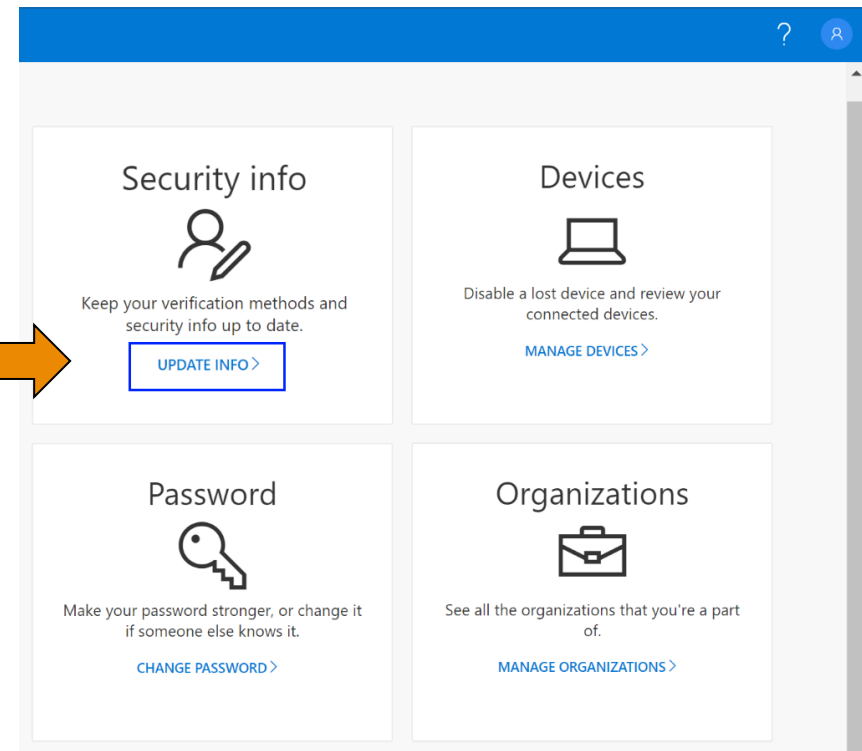 ?
Security info
Keep your verification methods and
security info up to date.
UPDATE INFO >
Devices
Disable a lost device and review your
connected devices.
MANAGE DEVICES >
Password
Make your password stronger, or change it
if someone else knows it.
CHANGE PASSWORD >
Organizations
See all the organizations that you're a part
of.
MANAGE ORGANIZATIONS >